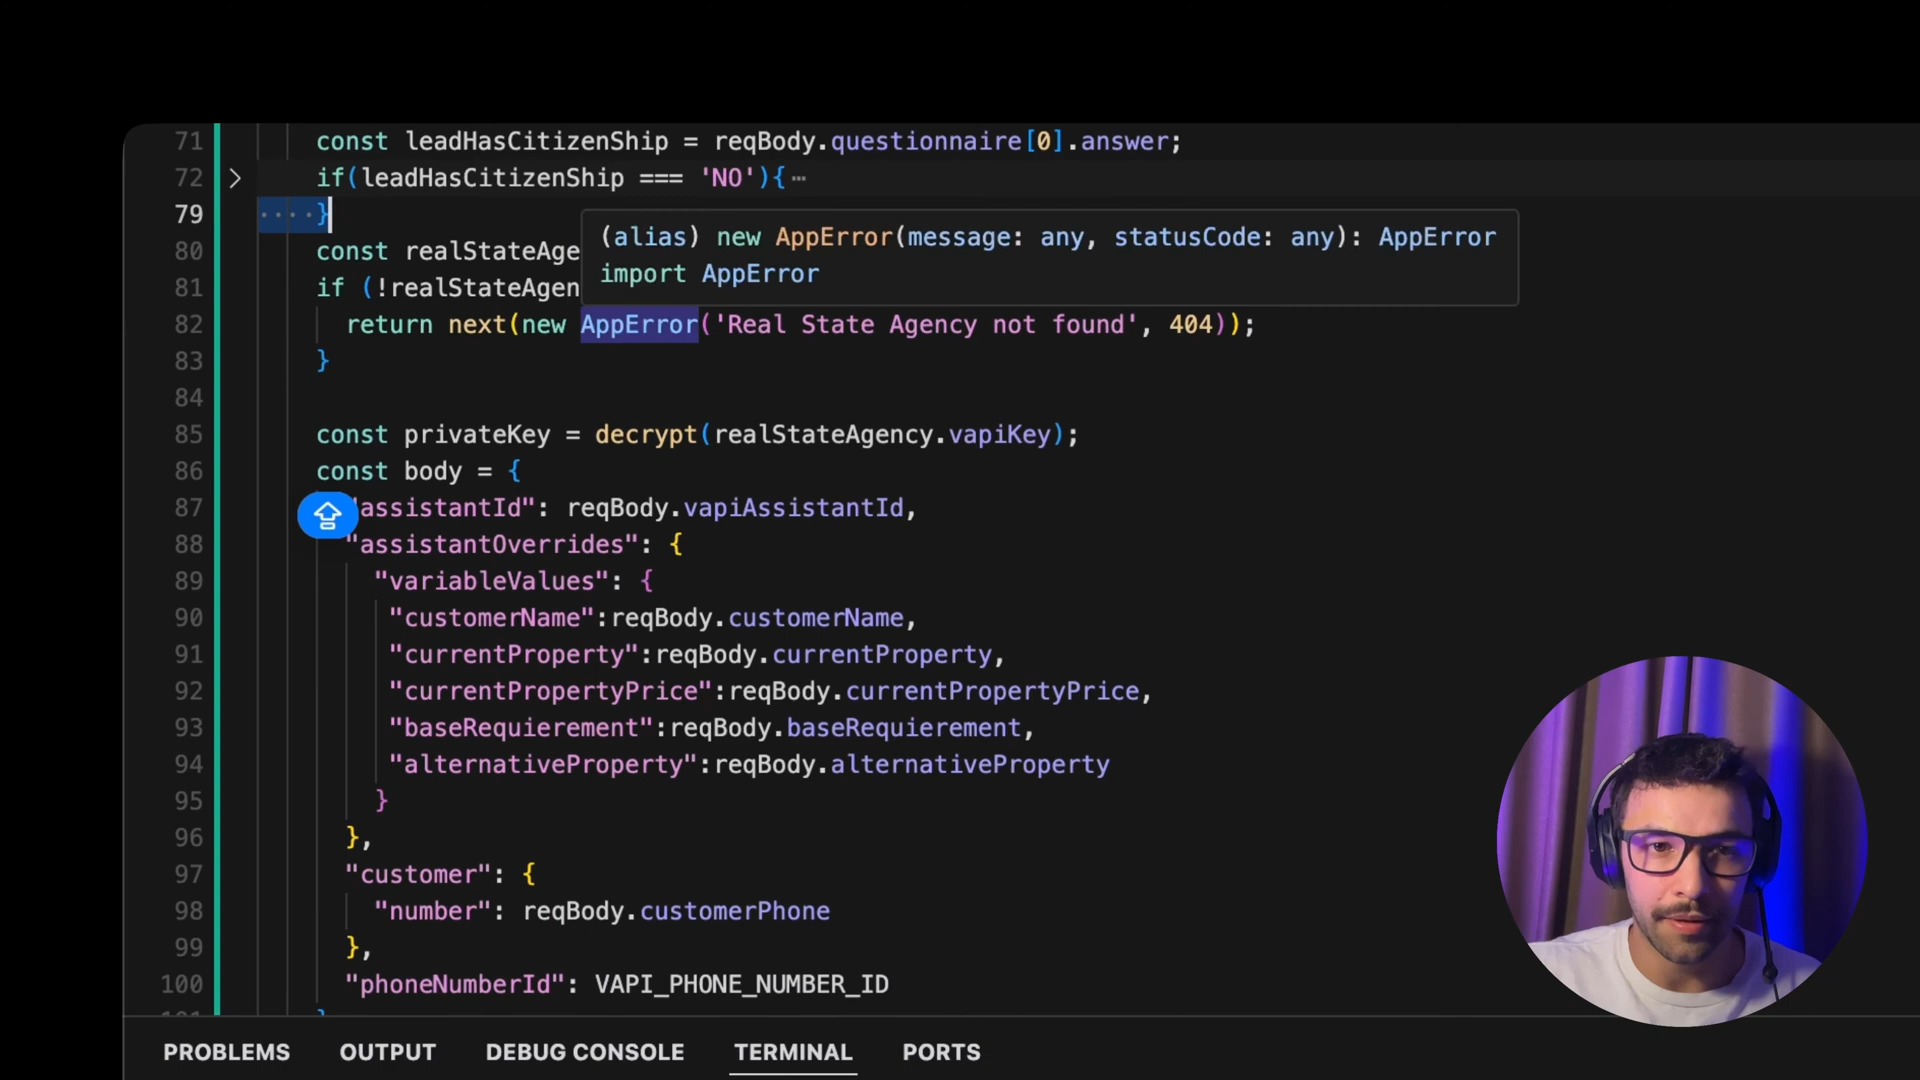 71 const leadHasCitizenShip = reqBody.questionnaire[0].answer;
72 if(leadHasCitizenShip === 'NO'){⋯
79 ····}
(alias) new AppError(message: any, statusCode: any): AppError
import AppError
80 const realStateAge
81 if (!realStateAgen
82 return next(new AppError('Real State Agency not found', 404));
83 }
84
85 const privateKey = decrypt(realStateAgency.vapiKey);
86 const body = {
87 assistantId": reqBody.vapiAssistantId,
88 "assistantOverrides": {
89 "variableValues": {
90 "customerName":reqBody.customerName,
91 "currentProperty":reqBody.currentProperty,
92 "currentPropertyPrice":reqBody.currentPropertyPrice,
93 "baseRequierement":reqBody.baseRequierement,
94 "alternativeProperty":reqBody.alternativeProperty
95 }
96 },
97 "customer": {
98 "number": reqBody.customerPhone
99 },
100 "phoneNumberId": VAPI_PHONE_NUMBER_ID
PROBLEMS OUTPUT DEBUG CONSOLE TERMINAL PORTS